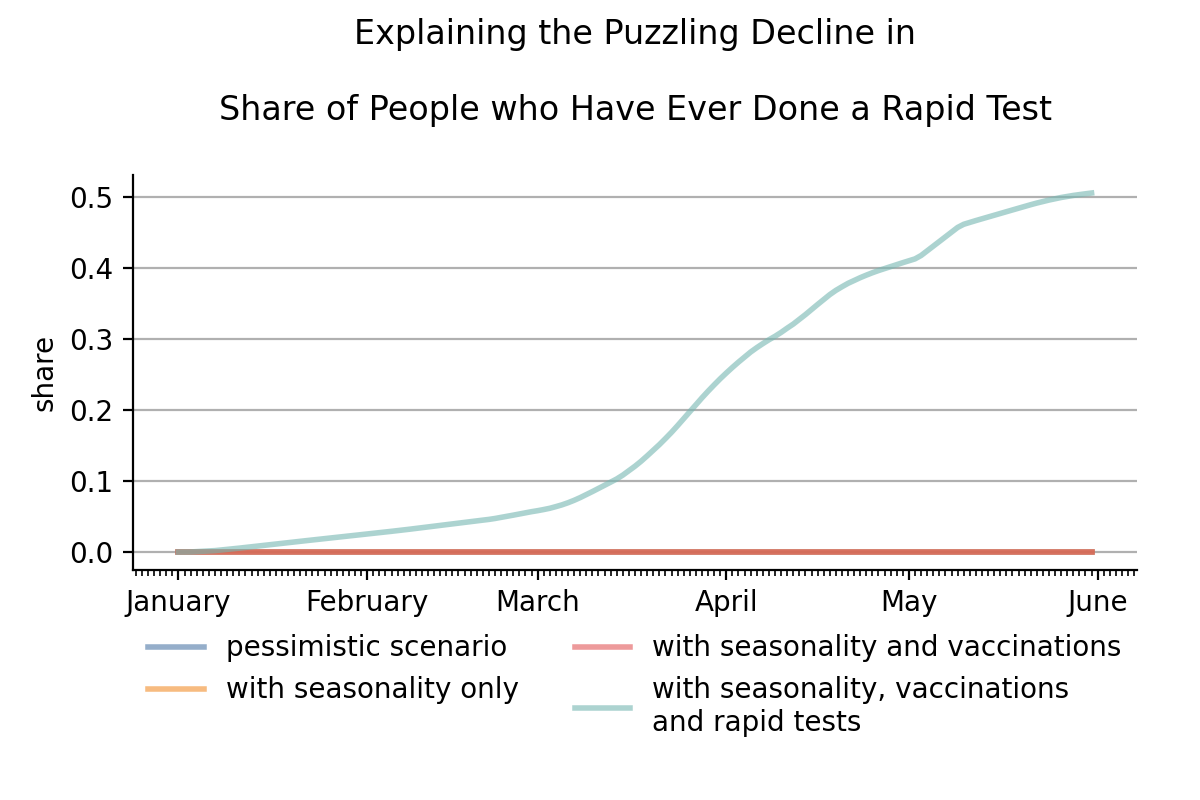 Explaining the Puzzling Decline in
Share of People who Have Ever Done a Rapid Test
share
0.5
0.4
0.3
0.2
0.1
0.0
January February March April May June
pessimistic scenario
with seasonality only
with seasonality and vaccinations
with seasonality, vaccinations
and rapid tests